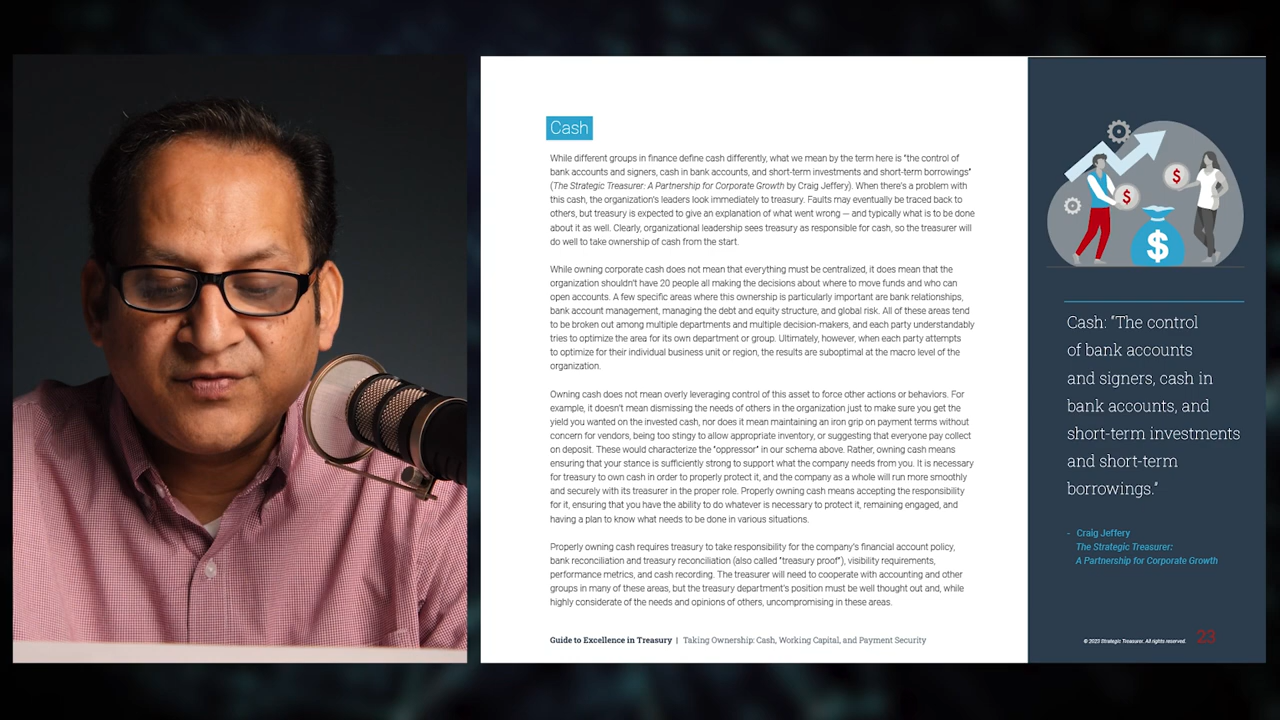 Cash
While different groups in finance define cash differently, what we mean by the term here is “the control of
bank accounts and signers, cash in bank accounts, and short-term investments and short-term borrowings”
(The Strategic Treasurer: A Partnership for Corporate Growth by Craig Jeffery). When there's a problem with
this cash, the organization's leaders look immediately to treasury. Faults may eventually be traced back to
others, but treasury is expected to give an explanation of what went wrong — and typically what is to be done
about it as well. Clearly, organizational leadership sees treasury as responsible for cash, so the treasurer will
do well to take ownership of cash from the start.
While owning corporate cash does not mean that everything must be centralized, it does mean that the
organization shouldn't have 20 people all making the decisions about where to move funds and who can
open accounts. A few specific areas where this ownership is particularly important are bank relationships,
bank account management, managing the debt and equity structure, and global risk. All of these areas tend
to be broken out among multiple departments and multiple decision-makers, and each party understandably
tries to optimize the area for its own department or group. Ultimately, however, when each party attempts
to optimize for their individual business unit or region, the results are suboptimal at the macro level of the
organization.
Owning cash does not mean overly leveraging control of this asset to force other actions or behaviors. For
example, it doesn't mean dismissing the needs of others in the organization just to make sure you get the
yield you wanted on the invested cash, nor does it mean maintaining an iron grip on payment terms without
concern for vendors, being too stingy to allow appropriate inventory, or suggesting that everyone pay collect
on deposit. These would characterize the “oppressor” in our schema above. Rather, owning cash means
ensuring that your stance is sufficiently strong to support what the company needs from you. It is necessary
for treasury to own cash in order to properly protect it, and the company as a whole will run more smoothly
and securely with its treasurer in the proper role. Properly owning cash means accepting the responsibility
for it, ensuring that you have the ability to do whatever is necessary to protect it, remaining engaged, and
having a plan to know what needs to be done in various situations.
Properly owning cash requires treasury to take responsibility for the company's financial account policy,
bank reconciliation and treasury reconciliation (also called “treasury proof”), visibility requirements,
performance metrics, and cash recording. The treasurer will need to cooperate with accounting and other
groups in many of these areas, but the treasury department's position must be well thought out and, while
highly considerate of the needs and opinions of others, uncompromising in these areas.
Guide to Excellence in Treasury | Taking Ownership: Cash, Working Capital, and Payment Security
$
$
$
Cash: “The control
of bank accounts
and signers, cash in
bank accounts, and
short-term investments
and short-term
borrowings.”
- Craig Jeffery
The Strategic Treasurer:
A Partnership for Corporate Growth
© 2023 Strategic Treasurer. All rights reserved. 23